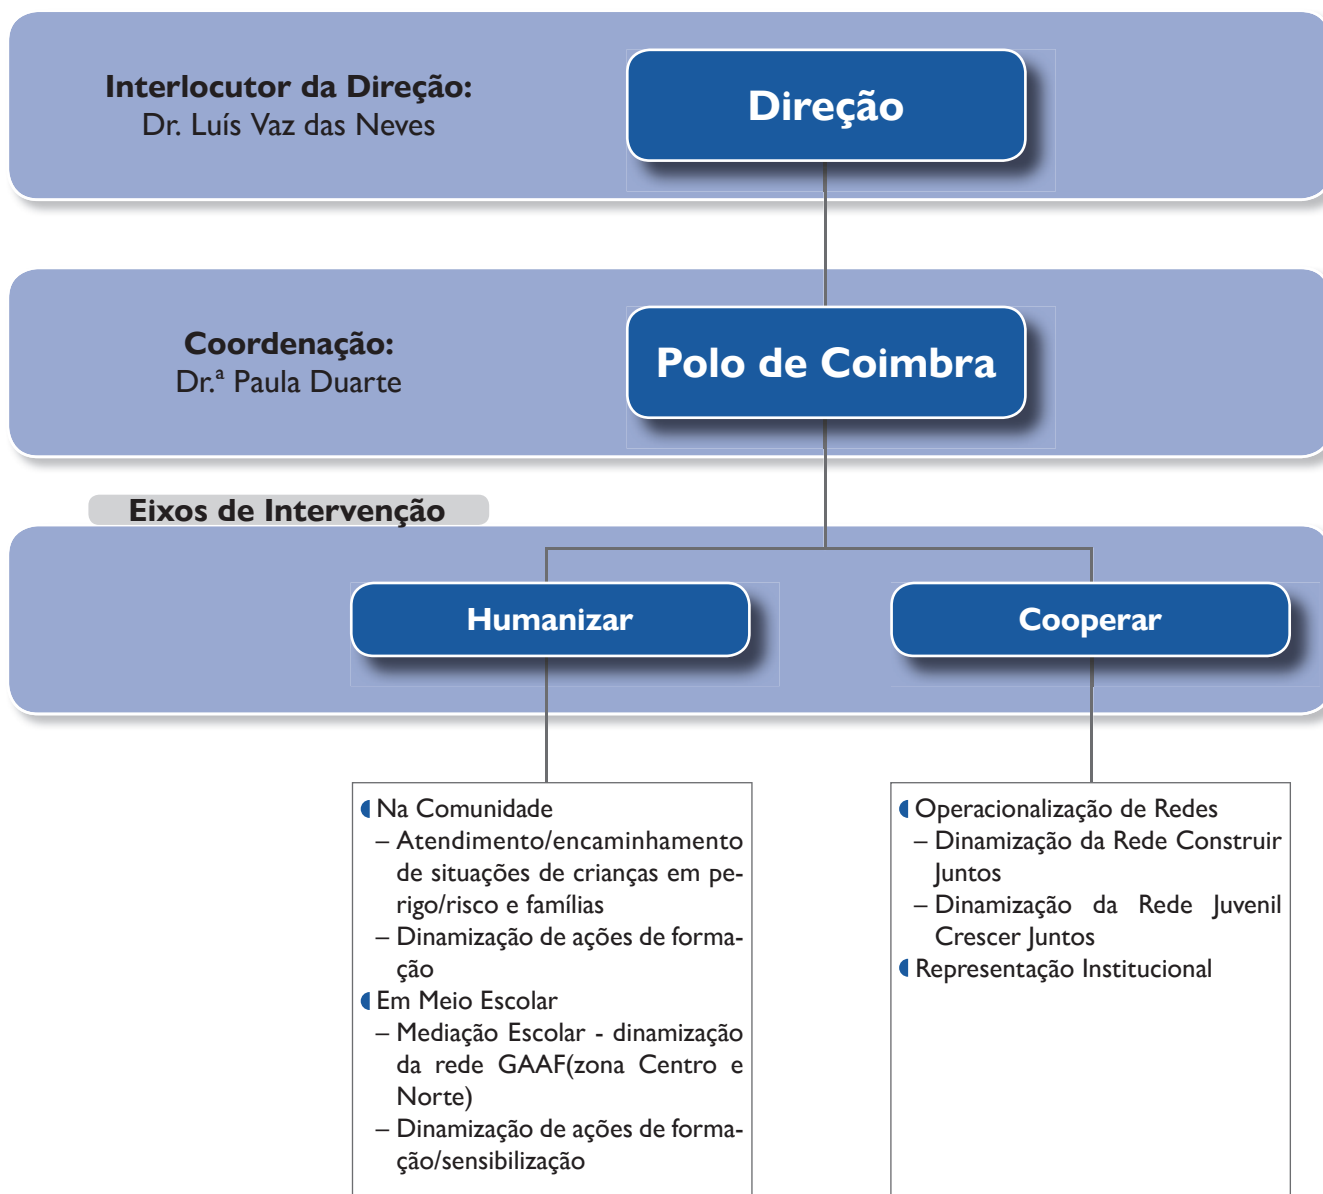 Interlocutor da Direção:
Dr. Luís Vaz das Neves
Direção
Coordenação:
Dr.ª Paula Duarte
Polo de Coimbra
Eixos de Intervenção
Humanizar
Cooperar
Na Comunidade
– Atendimento/encaminhamento
de situações de crianças em pe-
rigo/risco e famílias
– Dinamização de ações de forma-
ção
Em Meio Escolar
– Mediação Escolar - dinamização
da rede GAAF(zona Centro e
Norte)
– Dinamização de ações de forma-
ção/sensibilização
Operacionalização de Redes
– Dinamização da Rede Construir
Juntos
– Dinamização da Rede Juvenil
Crescer Juntos
Representação Institucional